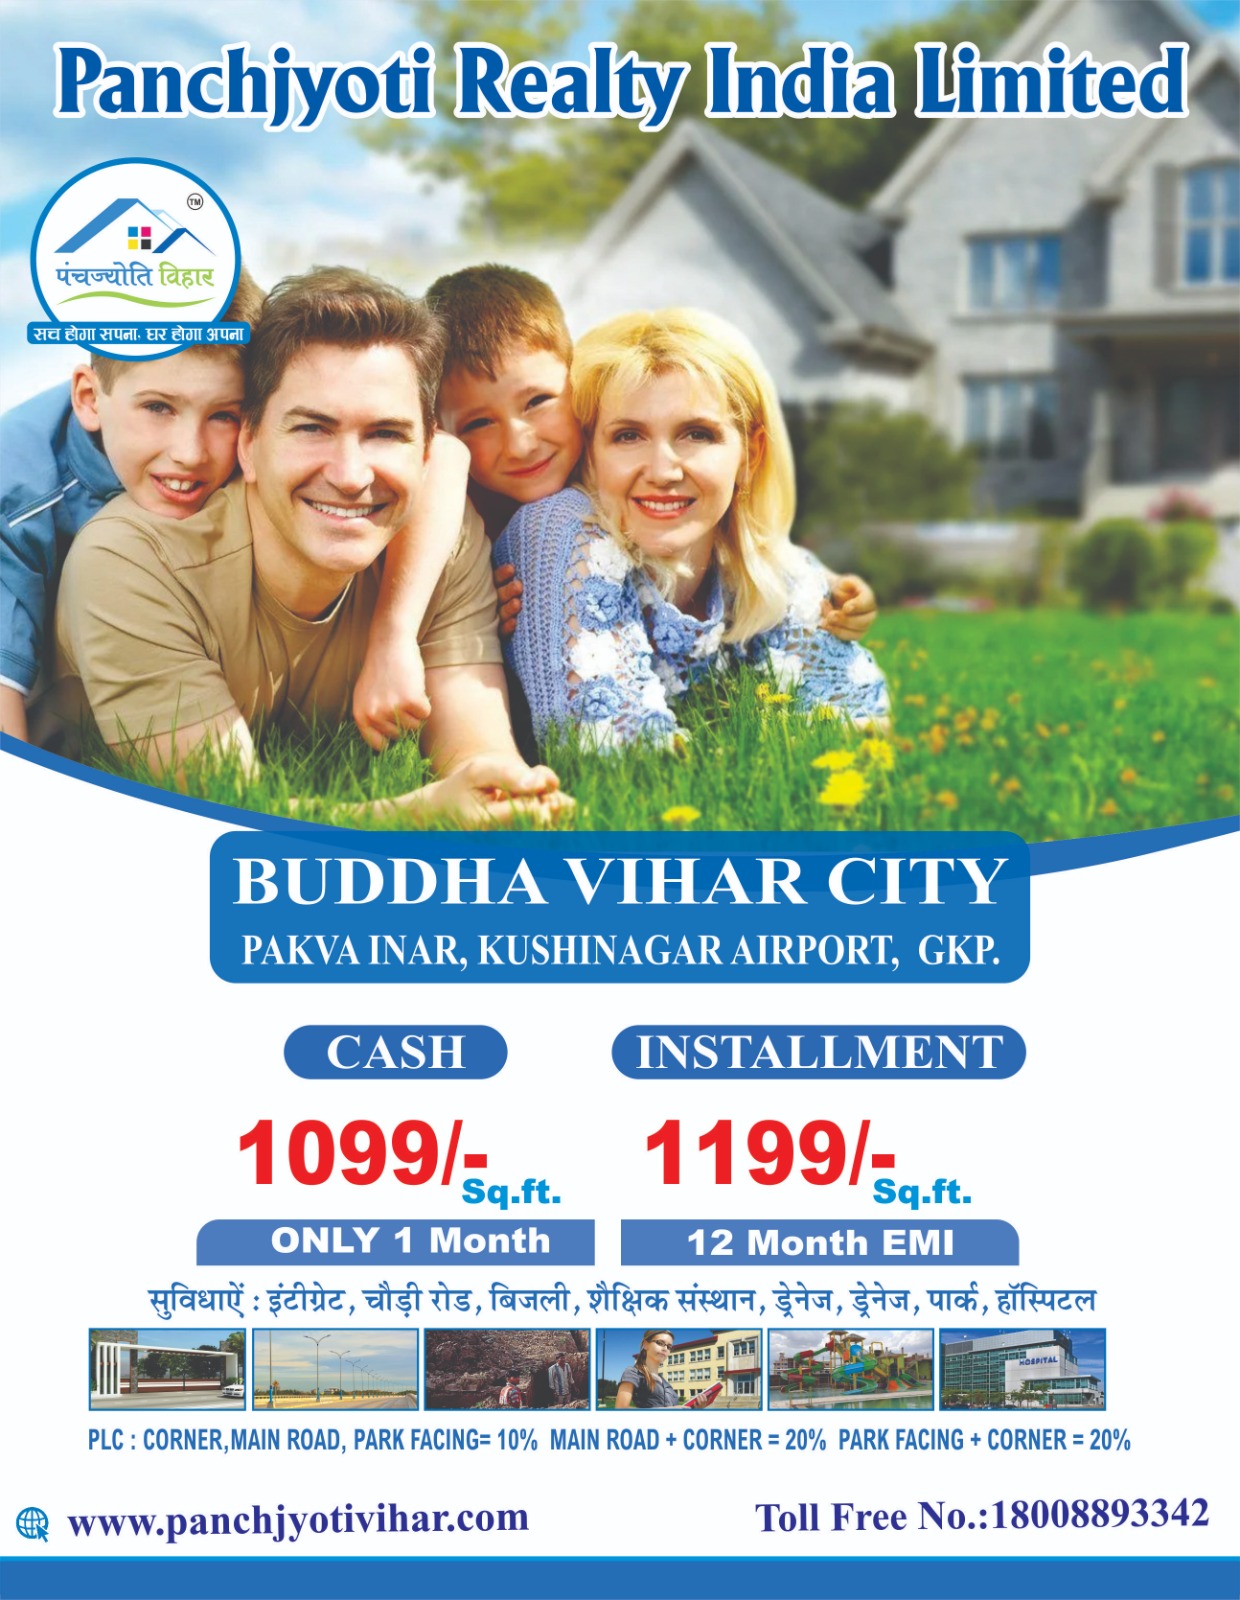 Panchjyoti Realty India Limited
TM
पंचज्योति विहार
सच होगा सपना, घर होगा अपना
BUDDHA VIHAR CITY
PAKVA INAR, KUSHINAGAR AIRPORT, GKP.
CASH INSTALLMENT
1099/- Sq.ft. 1199/- Sq.ft.
ONLY 1 Month 12 Month EMI
सुविधाऐं : इंटीग्रेट, चौड़ी रोड, बिजली, शैक्षिक संस्थान, ड्रेनेज, ड्रेनेज, पार्क, हॉस्पिटल
HOSPITAL
PLC : CORNER,MAIN ROAD, PARK FACING= 10% MAIN ROAD + CORNER = 20% PARK FACING + CORNER = 20%
www.panchjyotivihar.com Toll Free No.:18008893342